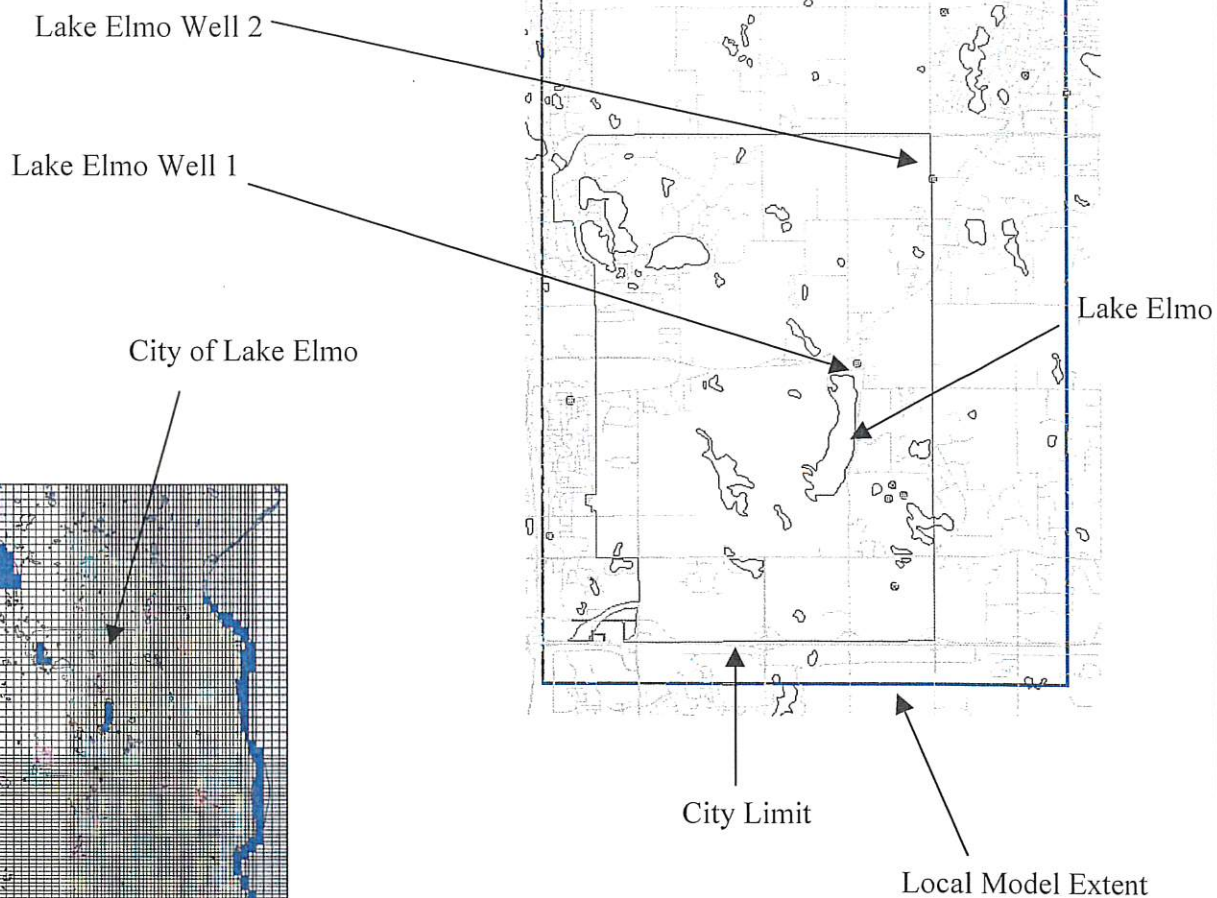 Lake Elmo Well 2
Lake Elmo Well 1
Lake Elmo
City of Lake Elmo
City Limit
Local Model Extent